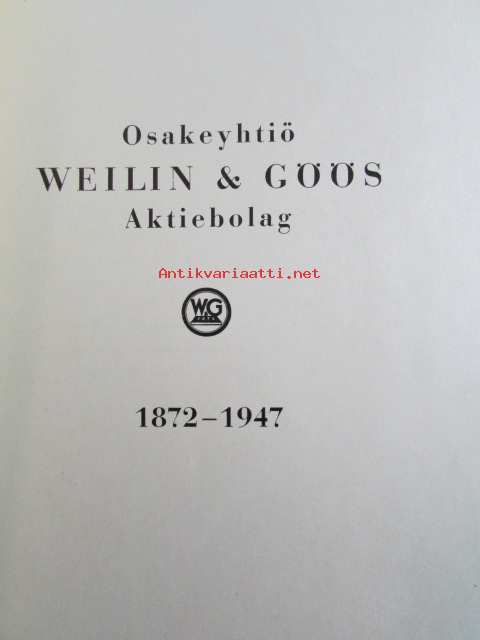 Osakeyhtiö
WEILIN & GÖÖS
Aktiebolag
Antikvariaatti.net
WG
1872–1947